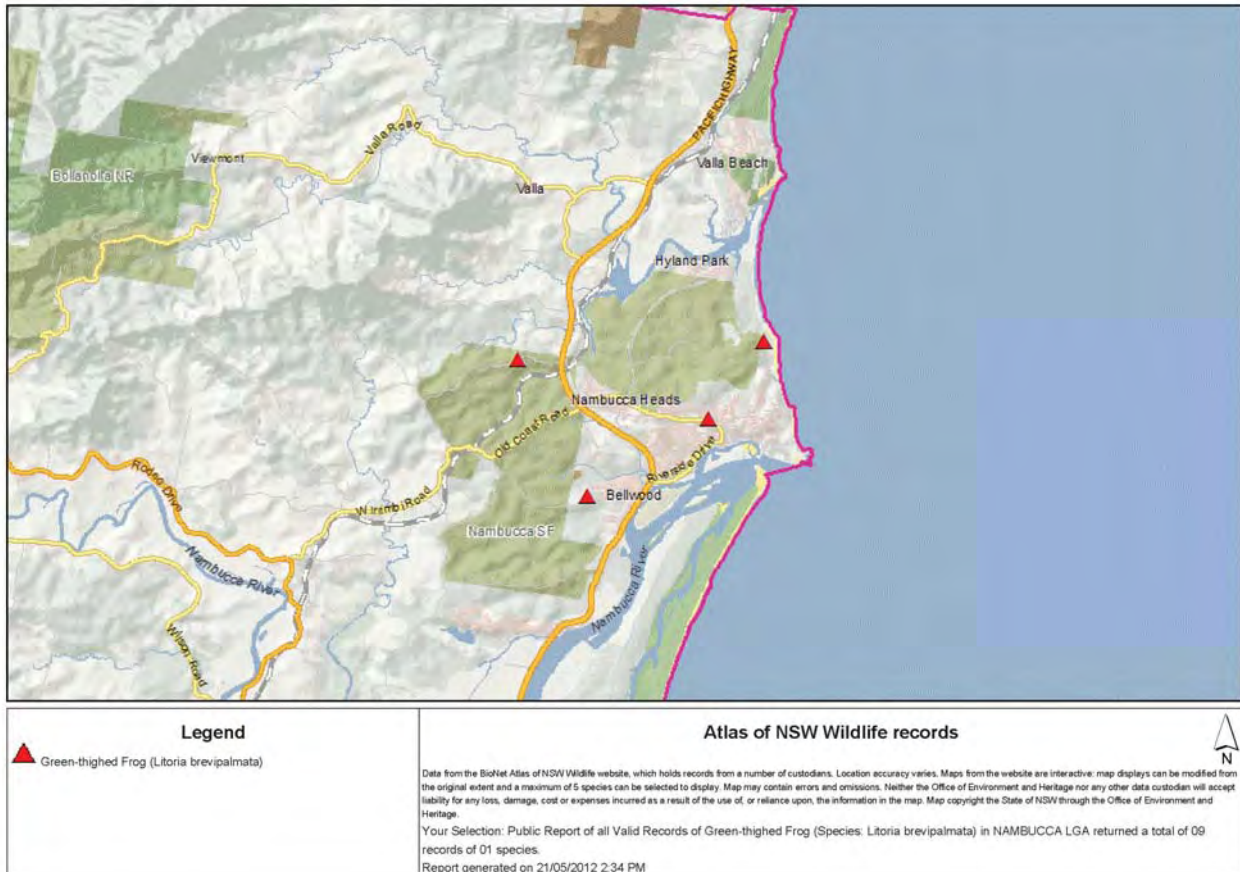 PACIFIC HIGHWAY
Valla Road
Viewmont
Valla Beach
Bollanolla NR
Valla
Hyland Park
Nambucca Heads
Old Coast Road
Riverside Drive
Rodeo Drive
Bellwood
Wirrimbi Road
Nambucca SF
Nambucca River
Nambucca River
Wilson Road
Legend
Green-thighed Frog (Litoria brevipalmata)
Atlas of NSW Wildlife records
N
Data from the BioNet Atlas of NSW Wildlife website, which holds records from a number of custodians. Location accuracy varies. Maps from the website are interactive: map displays can be modified from
the original extent and a maximum of 5 species can be selected to display. Map may contain errors and omissions. Neither the Office of Environment and Heritage nor any other data custodian will accept
liability for any loss, damage, cost or expenses incurred as a result of the use of, or reliance upon, the information in the map. Map copyright the State of NSW through the Office of Environment and
Heritage.
Your Selection: Public Report of all Valid Records of Green-thighed Frog (Species: Litoria brevipalmata) in NAMBUCCA LGA returned a total of 09
records of 01 species.
Report generated on 21/05/2012 2:34 PM